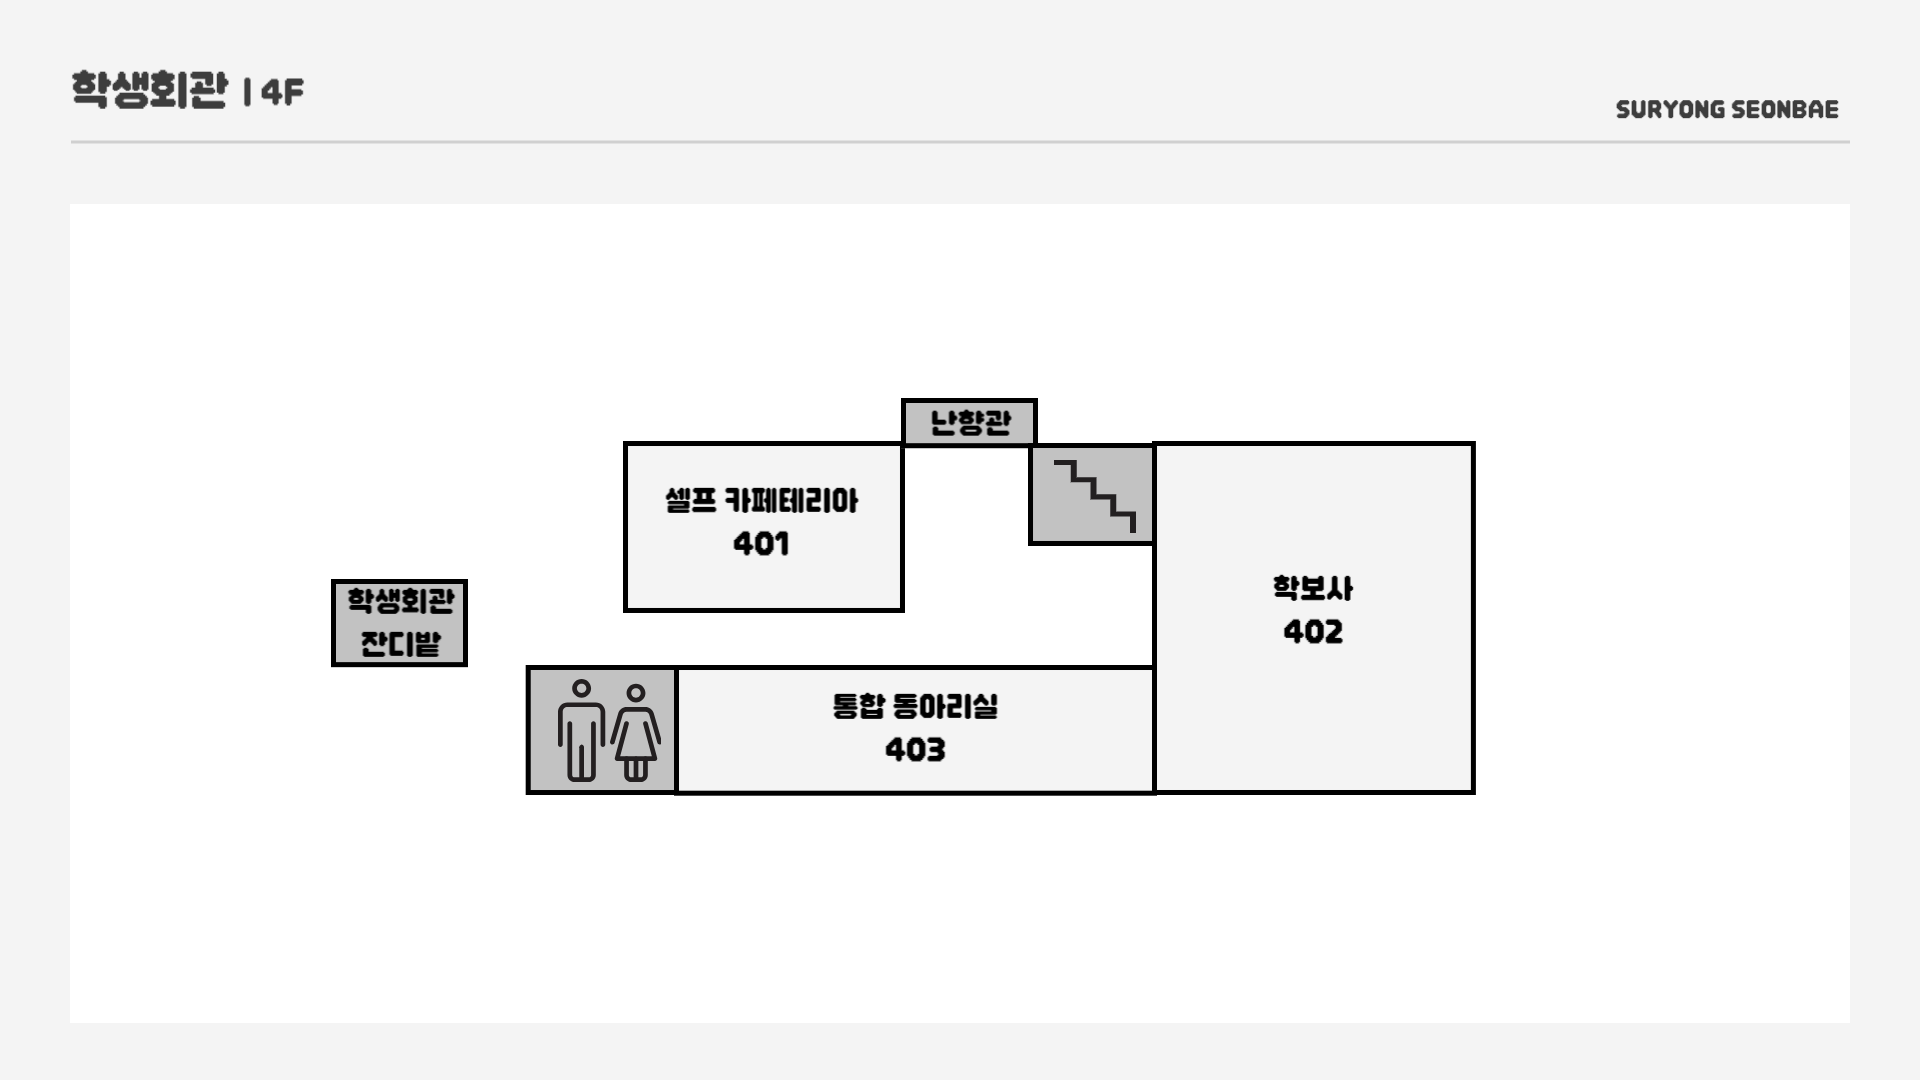 학생회관 | 4F
SURYONG SEONBAE
난향관
셀프 카페테리아
401
학보사
402
학생회관
잔디밭
통합 동아리실
403